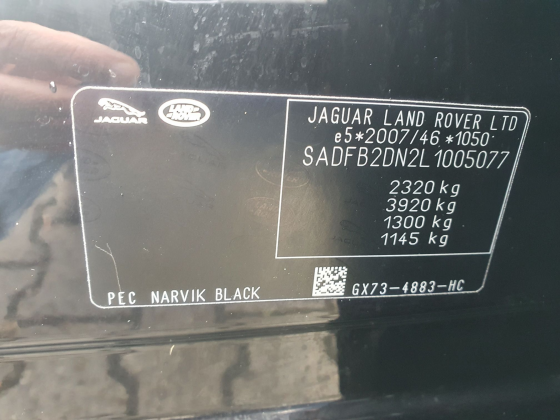 JAGUAR
LAND
ROVER
JAGUAR LAND ROVER LTD
e5*2007/46 *1050
SADFB2DN2L1005077
2320 kg
3920 kg
1300 kg
1145 kg
PEC NARVIK BLACK
GX73-4883-HC